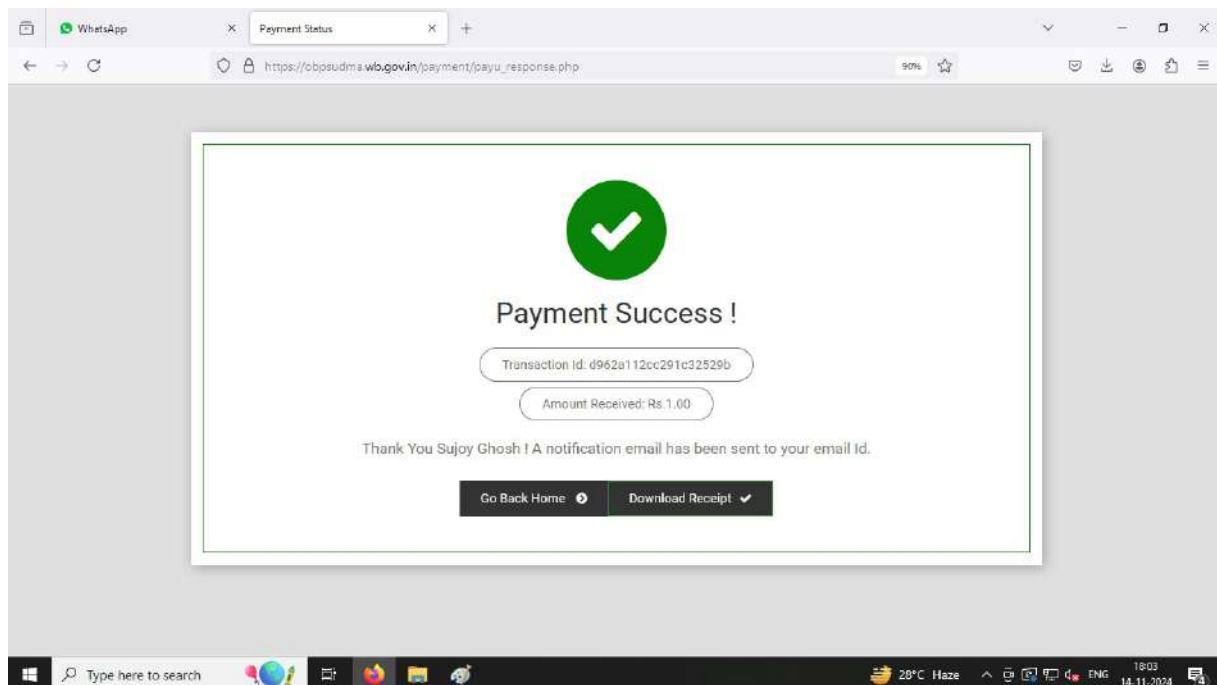 WhatsApp
Payment Status
https://obpsudma.wb.gov.in/payment/payu_response.php
90%
Payment Success !
Transaction Id: d962a112cc291c32529b
Amount Received: Rs.1.00
Thank You Sujoy Ghosh ! A notification email has been sent to your email Id.
Go Back Home
Download Receipt
Type here to search
28°C Haze
ENG
18:03
14-11-2024
4